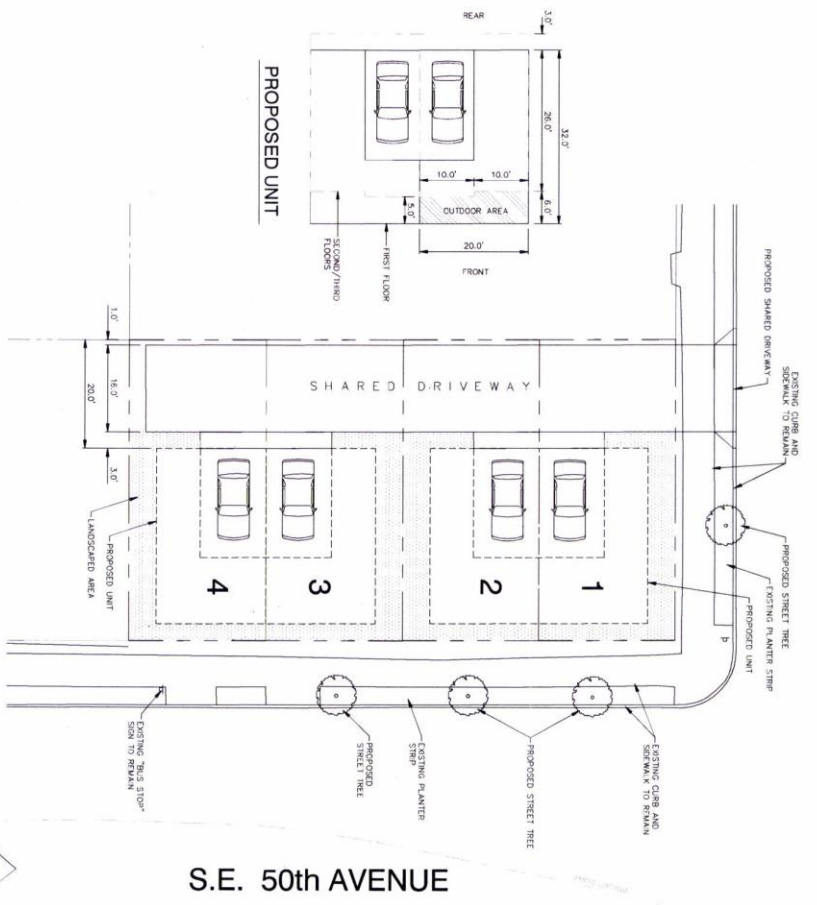 REAR
3.0'
26.0'
32.0'
10.0'
10.0'
OUTDOOR AREA
6.0'
5.0'
20.0'
FRONT
FIRST FLOOR
SECOND/THIRD
FLOORS
PROPOSED UNIT
PROPOSED SHARED DRIVEWAY
EXISTING CURB AND
SIDEWALK TO REMAIN
1.0'
16.0'
20.0'
3.0'
SHARED DRIVEWAY
PROPOSED STREET TREE
EXISTING PLANTER STRIP
PROPOSED UNIT
LANDSCAPED AREA
PROPOSED UNIT
4
3
2
1
EXISTING "BUS STOP"
SIGN TO REMAIN
PROPOSED
STREET TREE
EXISTING PLANTER
STRIP
PROPOSED STREET TREE
EXISTING CURB AND
SIDEWALK TO REMAIN
S.E. 50th AVENUE